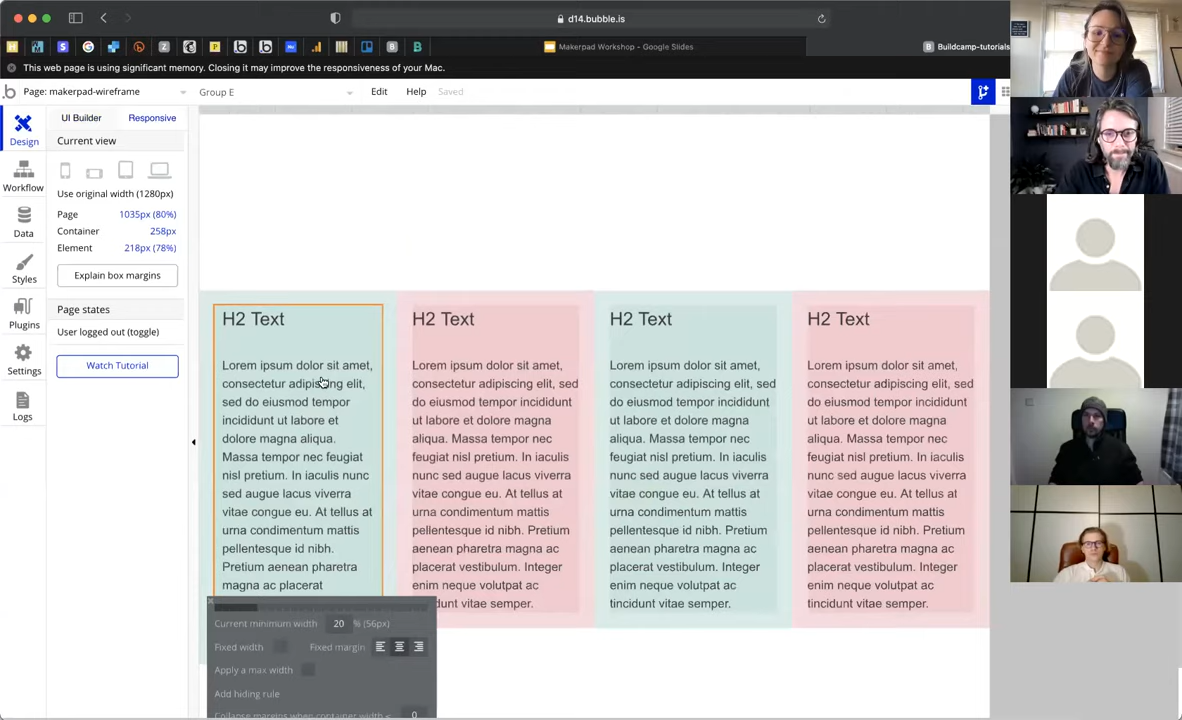 d14.bubble.is
Makerpad Workshop – Google Slides
Buildcamp-tutorials
This web page is using significant memory. Closing it may improve the responsiveness of your Mac.
Page: makerpad-wireframe
Group E
Edit
Help
Saved
Design
Workflow
Data
Styles
Plugins
Settings
Logs
UI Builder
Responsive
Current view
Use original width (1280px)
Page 1035px (80%)
Container 258px
Element 218px (78%)
Explain box margins
Page states
User logged out (toggle)
Watch Tutorial
H2 Text
Lorem ipsum dolor sit amet,
consectetur adipiscing elit,
sed do eiusmod tempor
incididunt ut labore et
dolore magna aliqua.
Massa tempor nec feugiat
nisl pretium. In iaculis nunc
sed augue lacus viverra
vitae congue eu. At tellus at
urna condimentum mattis
pellentesque id nibh.
Pretium aenean pharetra
magna ac placerat
H2 Text
Lorem ipsum dolor sit amet,
consectetur adipiscing elit, sed
do eiusmod tempor incididunt
ut labore et dolore magna
aliqua. Massa tempor nec
feugiat nisl pretium. In iaculis
nunc sed augue lacus viverra
vitae congue eu. At tellus at
urna condimentum mattis
pellentesque id nibh. Pretium
aenean pharetra magna ac
placerat vestibulum. Integer
enim neque volutpat ac
dunt vitae semper.
H2 Text
Lorem ipsum dolor sit amet,
consectetur adipiscing elit, sed
do eiusmod tempor incididunt
ut labore et dolore magna
aliqua. Massa tempor nec
feugiat nisl pretium. In iaculis
nunc sed augue lacus viverra
vitae congue eu. At tellus at
urna condimentum mattis
pellentesque id nibh. Pretium
aenean pharetra magna ac
placerat vestibulum. Integer
enim neque volutpat ac
tincidunt vitae semper.
H2 Text
Lorem ipsum dolor sit amet,
consectetur adipiscing elit, sed
do eiusmod tempor incididunt
ut labore et dolore magna
aliqua. Massa tempor nec
feugiat nisl pretium. In iaculis
nunc sed augue lacus viverra
vitae congue eu. At tellus at
urna condimentum mattis
pellentesque id nibh. Pretium
aenean pharetra magna ac
placerat vestibulum. Integer
enim neque volutpat ac
tincidunt vitae semper.
Current minimum width 20 % (56px)
Fixed width
Fixed margin
Apply a max width
Add hiding rule
Collapse margins when container width < 0